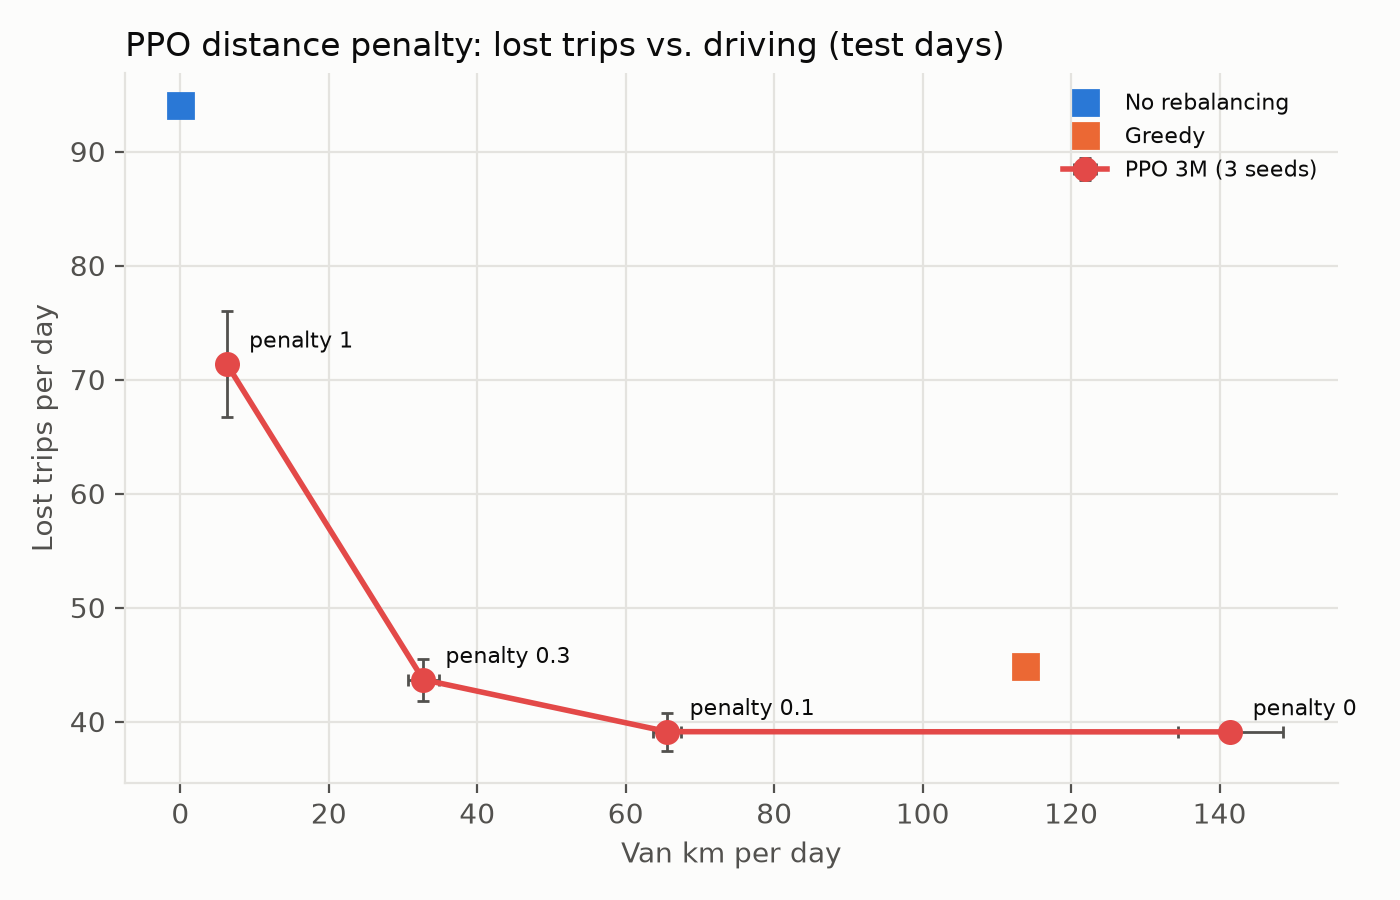 PPO distance penalty: lost trips vs. driving (test days)
No rebalancing
Greedy
PPO 3M (3 seeds)
Lost trips per day
90
80
70
60
50
40
penalty 1
penalty 0.3
penalty 0.1
penalty 0
0
20
40
60
80
100
120
140
Van km per day